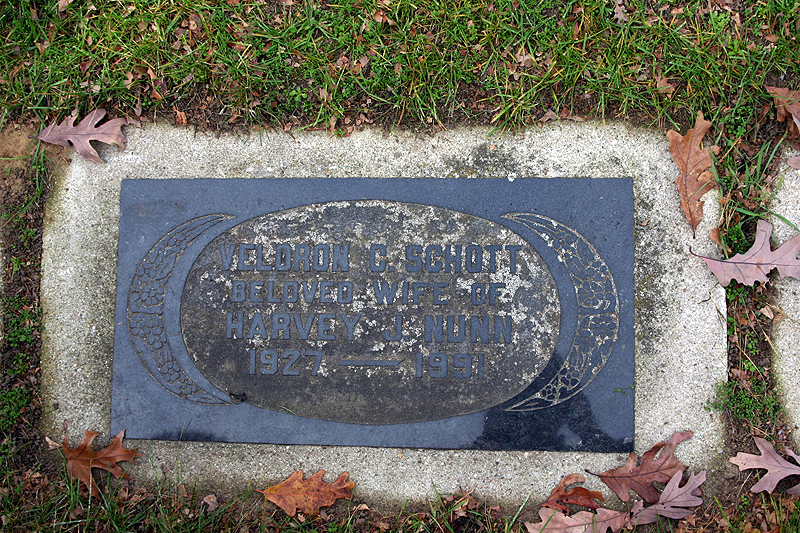 VELDRON C. SCHOTT
BELOVED WIFE OF
HARVEY J. NUNN
1927 — 1991